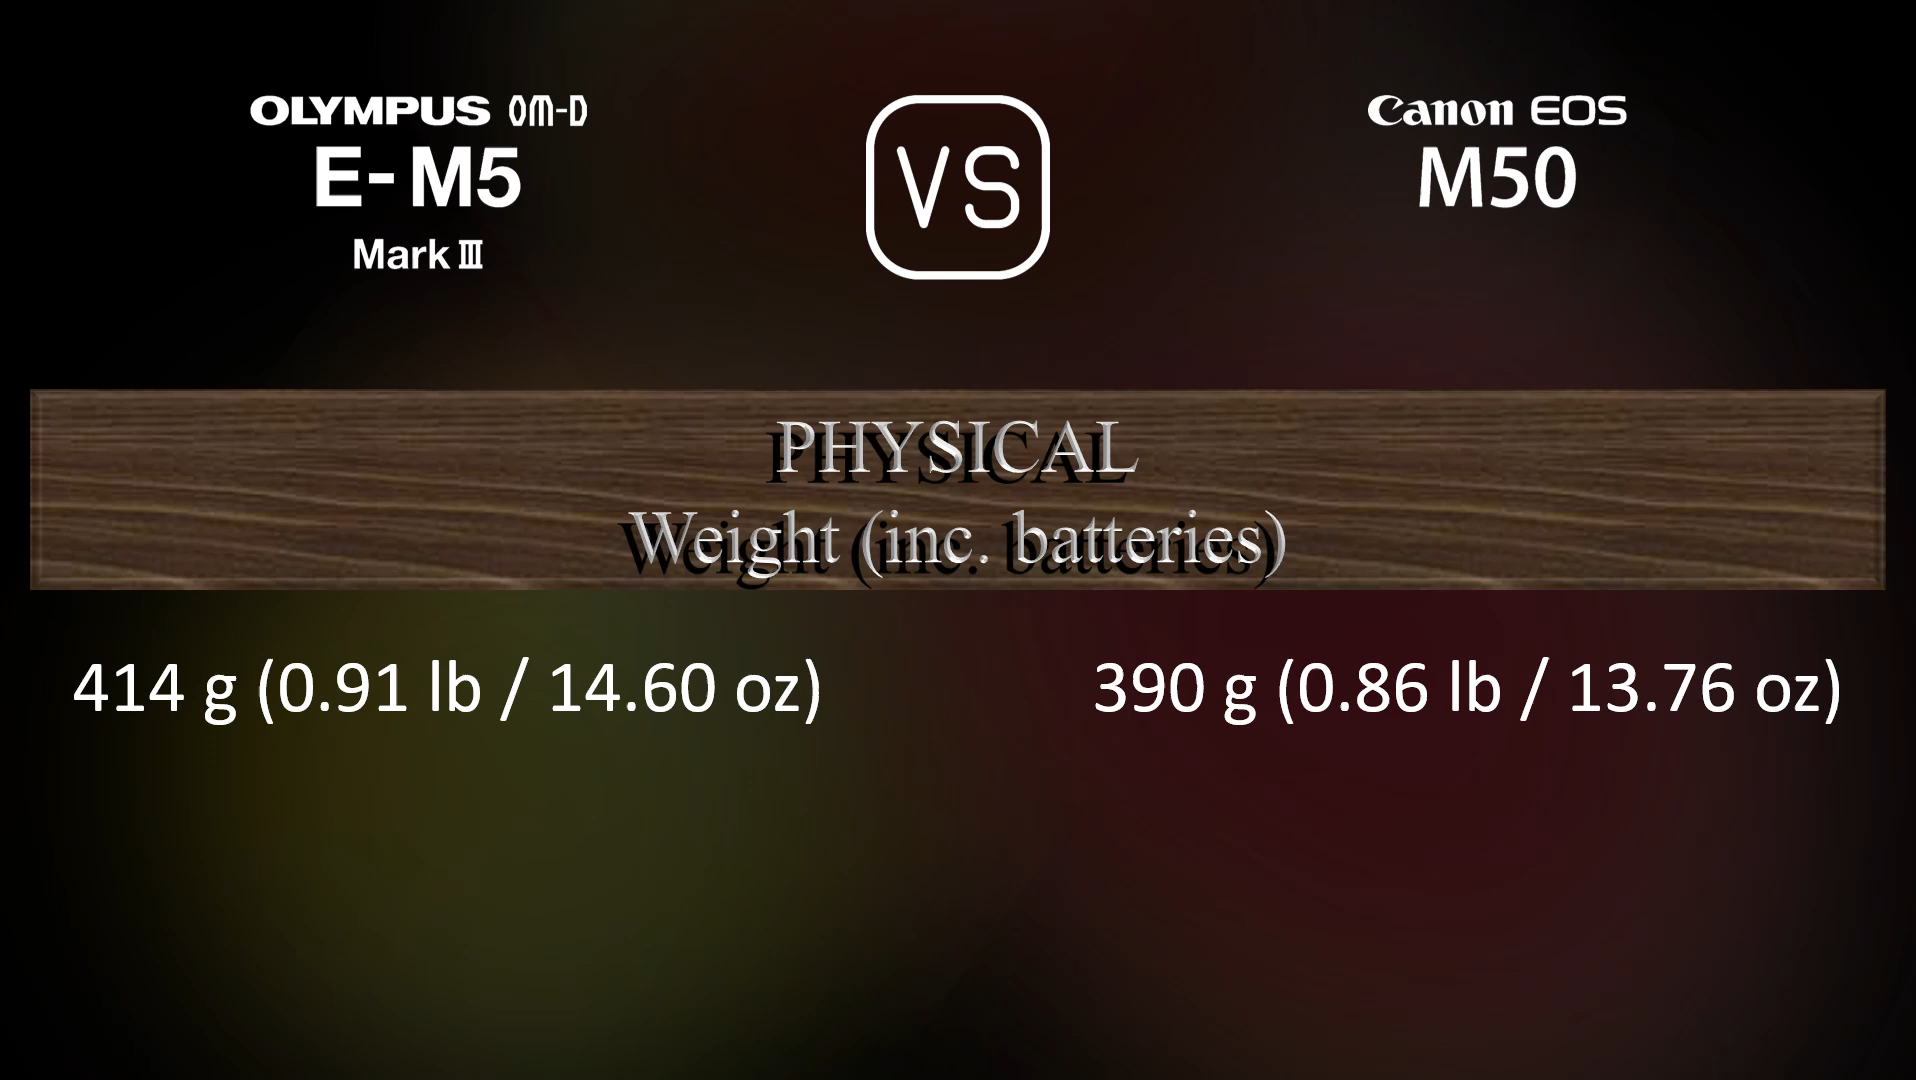 OLYMPUS OM-D
E-M5
Mark III
VS
Canon EOS
M50
PHYSICAL
Weight (inc. batteries)
414 g (0.91 lb / 14.60 oz)
390 g (0.86 lb / 13.76 oz)